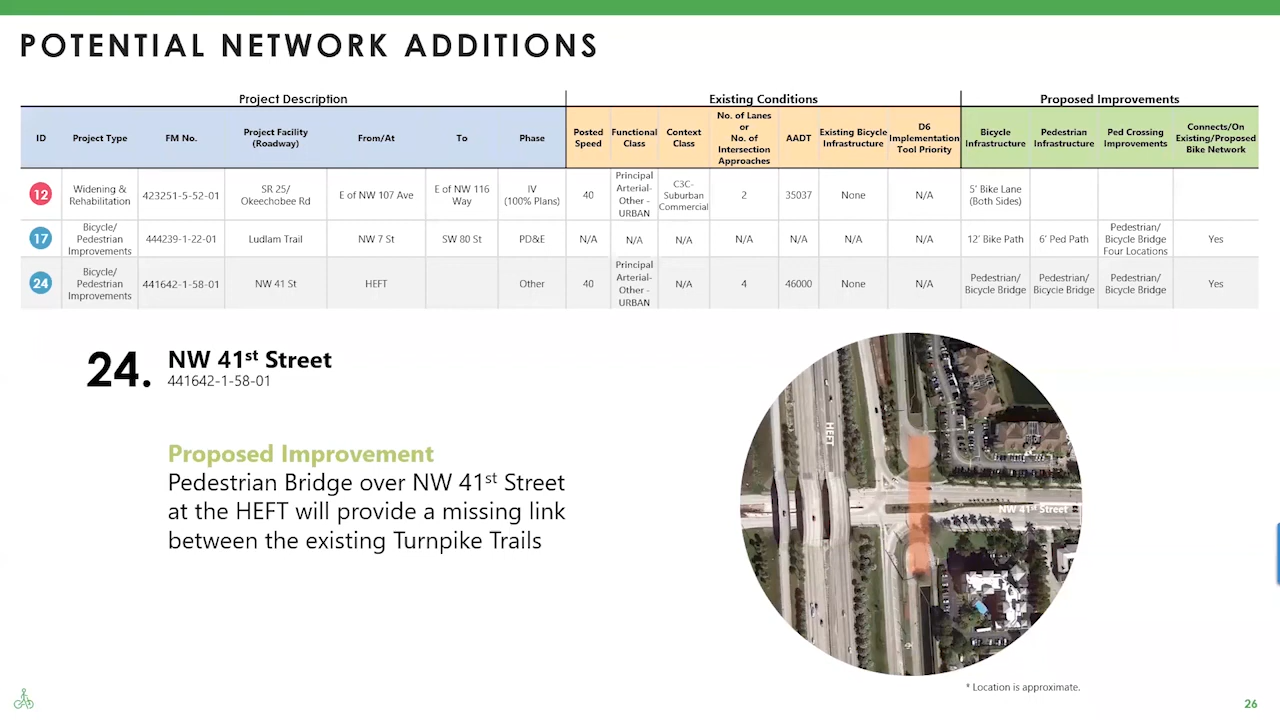 POTENTIAL NETWORK ADDITIONS
Project Description Existing Conditions Proposed Improvements
ID Project Type FM No. Project Facility (Roadway) From/At To Phase Posted Speed Functional Class Context Class No. of Lanes or No. of Intersection Approaches AADT Existing Bicycle Infrastructure D6 Implementation Tool Priority Bicycle Infrastructure Pedestrian Infrastructure Ped Crossing Improvements Connects/On Existing/Proposed Bike Network
12 Widening & Rehabilitation 423251-5-52-01 SR 25/ Okeechobee Rd E of NW 107 Ave E of NW 116 Way IV (100% Plans) 40 Principal Arterial- Other - URBAN C3C- Suburban Commercial 2 35037 None N/A 5' Bike Lane (Both Sides)
17 Bicycle/ Pedestrian Improvements 444239-1-22-01 Ludlam Trail NW 7 St SW 80 St PD&E N/A N/A N/A N/A N/A N/A N/A 12' Bike Path 6' Ped Path Pedestrian/ Bicycle Bridge Four Locations Yes
24 Bicycle/ Pedestrian Improvements 441642-1-58-01 NW 41 St HEFT Other 40 Principal Arterial- Other - URBAN N/A 4 46000 None N/A Pedestrian/ Bicycle Bridge Pedestrian/ Bicycle Bridge Pedestrian/ Bicycle Bridge Yes
24. NW 41st Street
441642-1-58-01
Proposed Improvement
Pedestrian Bridge over NW 41st Street
at the HEFT will provide a missing link
between the existing Turnpike Trails
HEFT
NW 41st Street
* Location is approximate.
26